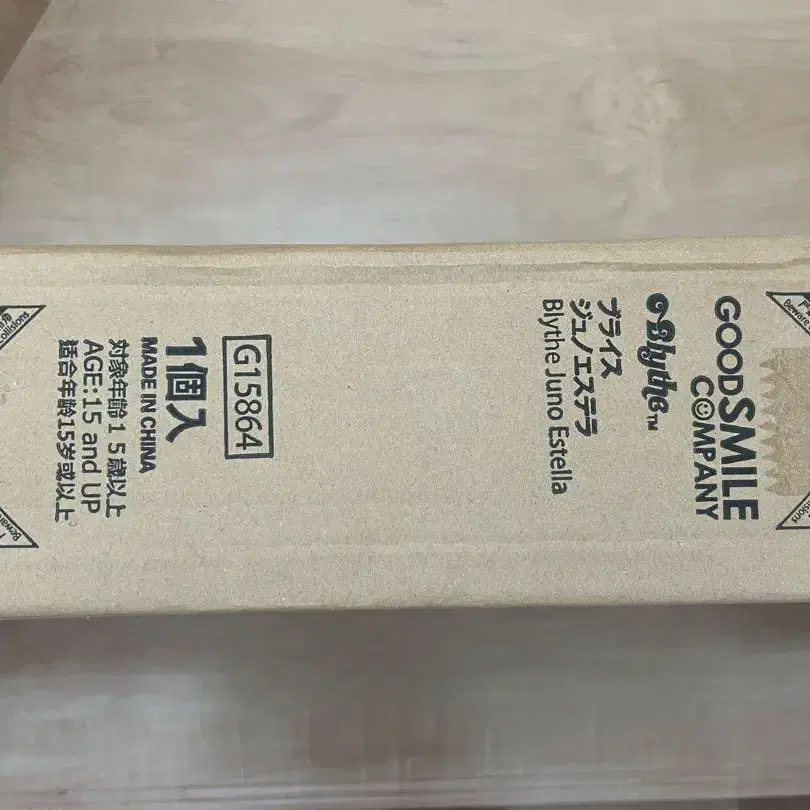 GOODSMILE
COMPANY
Blythe™
ブライス
ジュノエステラ
Blythe Juno Estella
G15864
1個入
MADE IN CHINA
対象年齢15歳以上
AGE:15 and UP
适合年龄15岁或以上